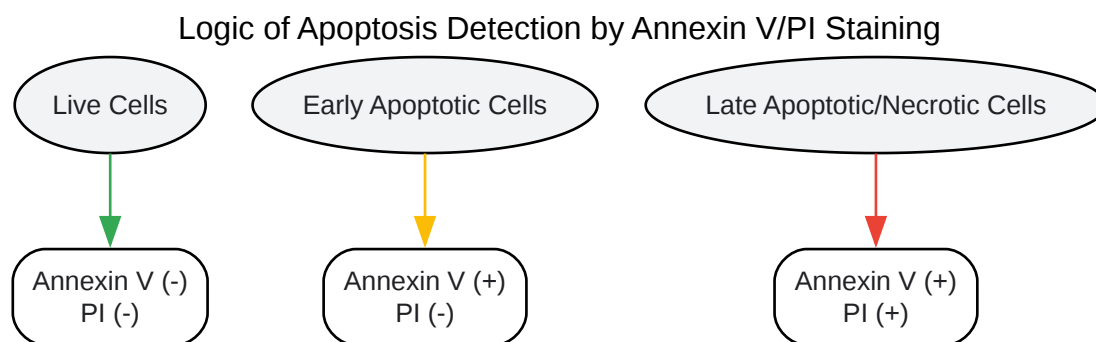 Logic of Apoptosis Detection by Annexin V/PI Staining
Live Cells
Early Apoptotic Cells
Late Apoptotic/Necrotic Cells
Annexin V (-)
PI (-)
Annexin V (+)
PI (-)
Annexin V (+)
PI (+)